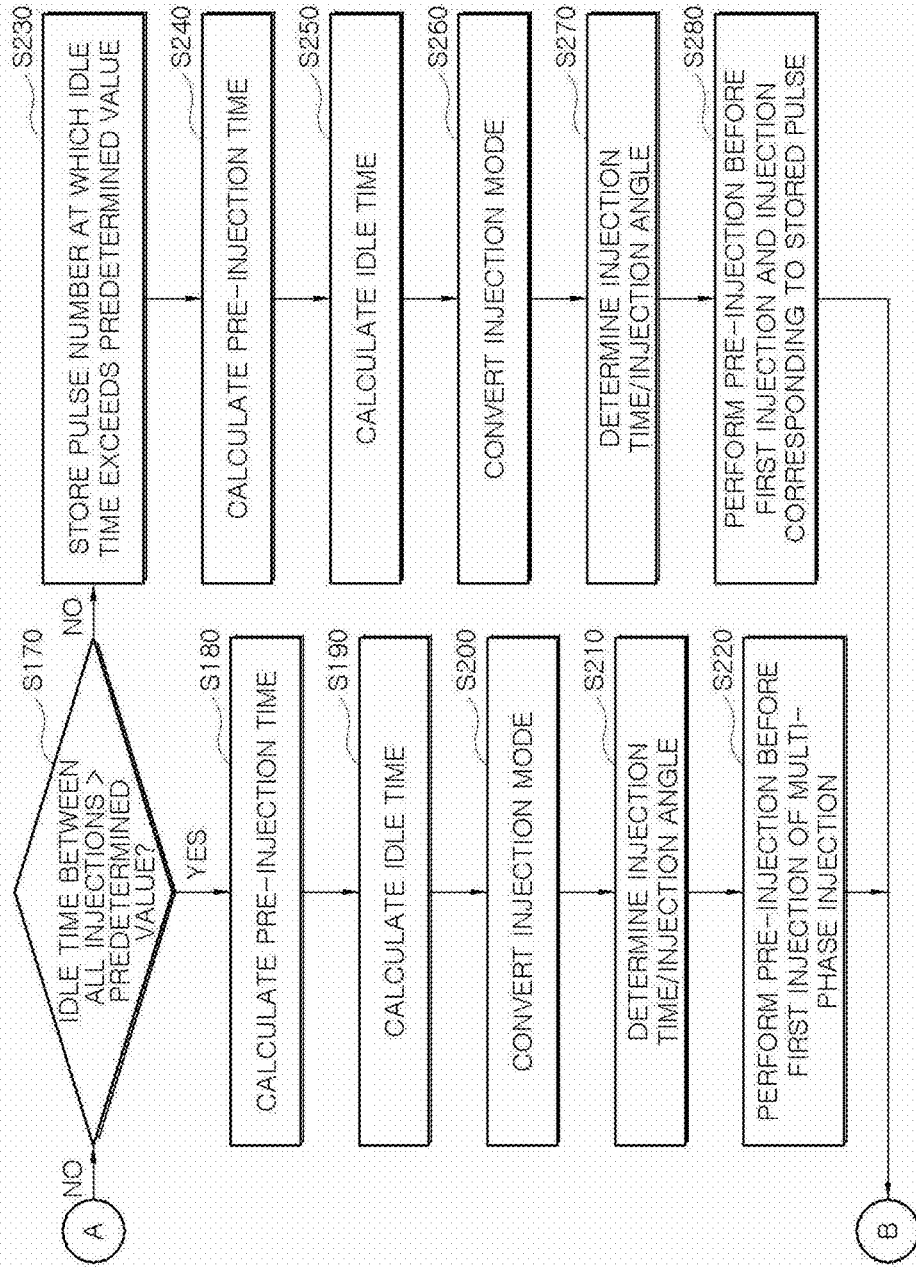 A
NO
S170
IDLE TIME BETWEEN
ALL INJECTIONS >
PREDETERMINED
VALUE?
NO
YES
S180
CALCULATE PRE-INJECTION TIME
S190
CALCULATE IDLE TIME
S200
CONVERT INJECTION MODE
S210
DETERMINE INJECTION
TIME/INJECTION ANGLE
S220
PERFORM PRE-INJECTION BEFORE
FIRST INJECTION OF MULTI-
PHASE INJECTION
S230
STORE PULSE NUMBER AT WHICH IDLE
TIME EXCEEDS PREDETERMINED VALUE
S240
CALCULATE PRE-INJECTION TIME
S250
CALCULATE IDLE TIME
S260
CONVERT INJECTION MODE
S270
DETERMINE INJECTION
TIME/INJECTION ANGLE
S280
PERFORM PRE-INJECTION BEFORE
FIRST INJECTION AND INJECTION
CORRESPONDING TO STORED PULSE
B